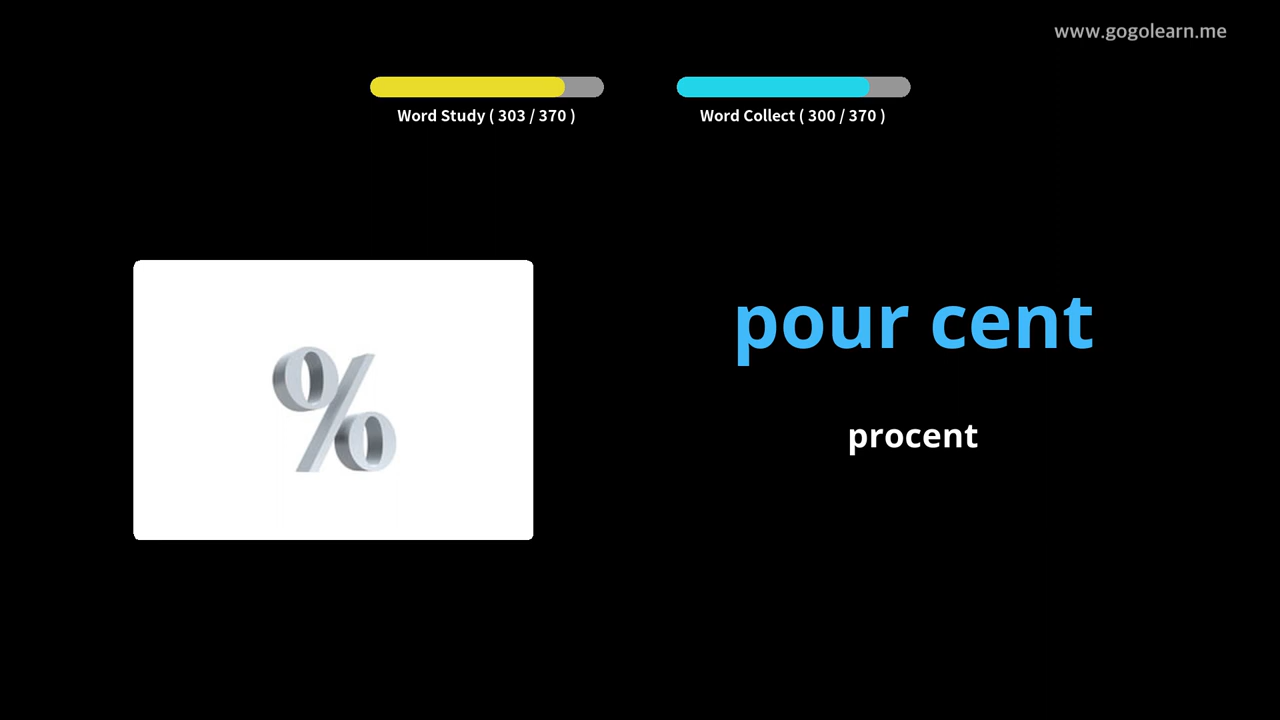 www.gogolearn.me
Word Study ( 303 / 370 )
Word Collect ( 300 / 370 )
%
pour cent
procent